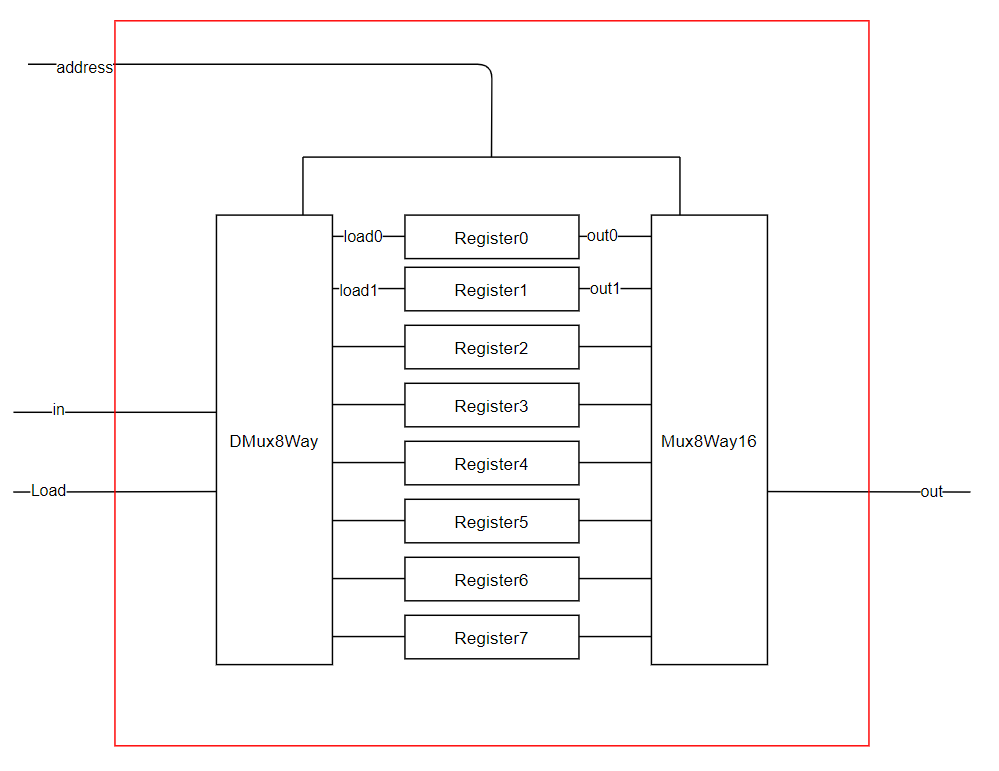 address
load0
Register0
out0
load1
Register1
out1
Register2
Register3
in
DMux8Way
Mux8Way16
Register4
Load
out
Register5
Register6
Register7